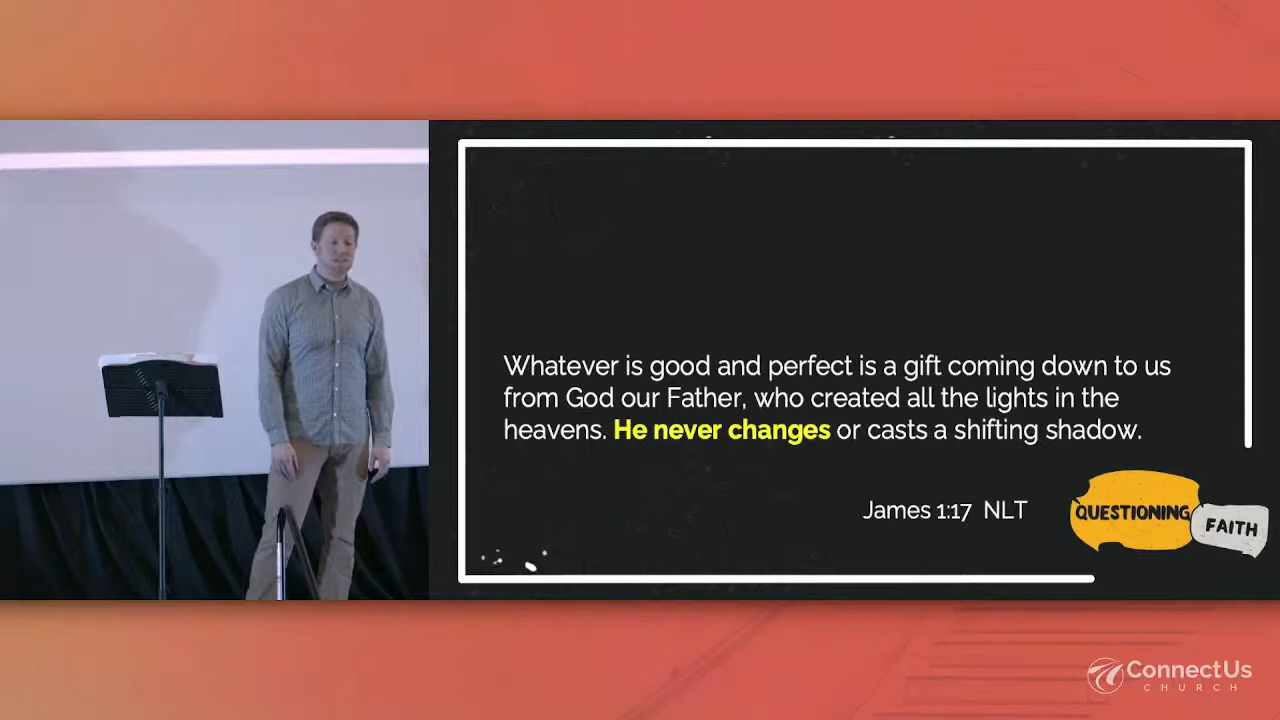 Whatever is good and perfect is a gift coming down to us
from God our Father, who created all the lights in the
heavens. He never changes or casts a shifting shadow.
James 1:17 NLT
QUESTIONING
FAITH
ConnectUs
CHURCH